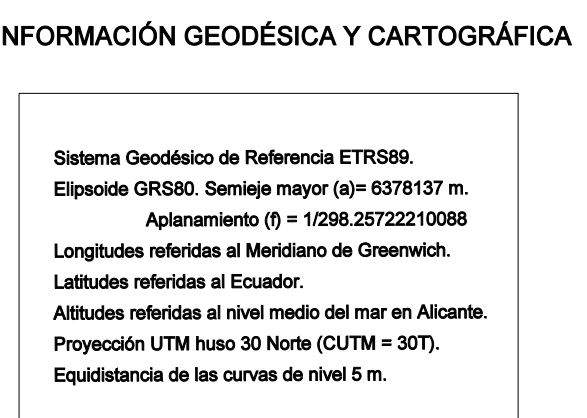 NFORMACIÓN GEODÉSICA Y CARTOGRÁFICA
Sistema Geodésico de Referencia ETRS89.
Elipsoide GRS80. Semieje mayor (a)= 6378137 m.
Aplanamiento (f) = 1/298.25722210088
Longitudes referidas al Meridiano de Greenwich.
Latitudes referidas al Ecuador.
Altitudes referidas al nivel medio del mar en Alicante.
Proyección UTM huso 30 Norte (CUTM = 30T).
Equidistancia de las curvas de nivel 5 m.